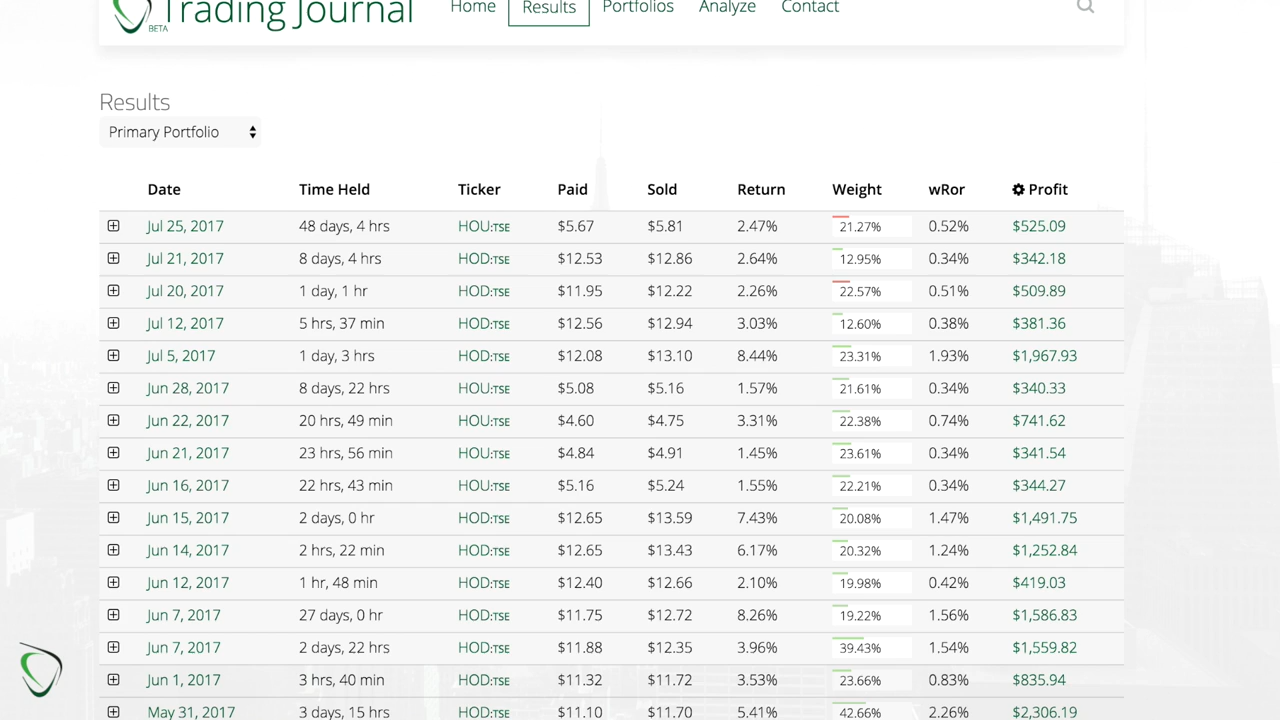 Trading Journal
BETA
Home Results Portfolios Analyze Contact
Results
Primary Portfolio
Date Time Held Ticker Paid Sold Return Weight wRor Profit
Jul 25, 2017 48 days, 4 hrs HOU:TSE $5.67 $5.81 2.47% 21.27% 0.52% $525.09
Jul 21, 2017 8 days, 4 hrs HOD:TSE $12.53 $12.86 2.64% 12.95% 0.34% $342.18
Jul 20, 2017 1 day, 1 hr HOD:TSE $11.95 $12.22 2.26% 22.57% 0.51% $509.89
Jul 12, 2017 5 hrs, 37 min HOD:TSE $12.56 $12.94 3.03% 12.60% 0.38% $381.36
Jul 5, 2017 1 day, 3 hrs HOD:TSE $12.08 $13.10 8.44% 23.31% 1.93% $1,967.93
Jun 28, 2017 8 days, 22 hrs HOU:TSE $5.08 $5.16 1.57% 21.61% 0.34% $340.33
Jun 22, 2017 20 hrs, 49 min HOU:TSE $4.60 $4.75 3.31% 22.38% 0.74% $741.62
Jun 21, 2017 23 hrs, 56 min HOU:TSE $4.84 $4.91 1.45% 23.61% 0.34% $341.54
Jun 16, 2017 22 hrs, 43 min HOU:TSE $5.16 $5.24 1.55% 22.21% 0.34% $344.27
Jun 15, 2017 2 days, 0 hr HOD:TSE $12.65 $13.59 7.43% 20.08% 1.47% $1,491.75
Jun 14, 2017 2 hrs, 22 min HOD:TSE $12.65 $13.43 6.17% 20.32% 1.24% $1,252.84
Jun 12, 2017 1 hr, 48 min HOD:TSE $12.40 $12.66 2.10% 19.98% 0.42% $419.03
Jun 7, 2017 27 days, 0 hr HOD:TSE $11.75 $12.72 8.26% 19.22% 1.56% $1,586.83
Jun 7, 2017 2 days, 22 hrs HOD:TSE $11.88 $12.35 3.96% 39.43% 1.54% $1,559.82
Jun 1, 2017 3 hrs, 40 min HOD:TSE $11.32 $11.72 3.53% 23.66% 0.83% $835.94
May 31, 2017 3 days, 15 hrs HOD:TSE $11.10 $11.70 5.41% 42.66% 2.26% $2,306.19